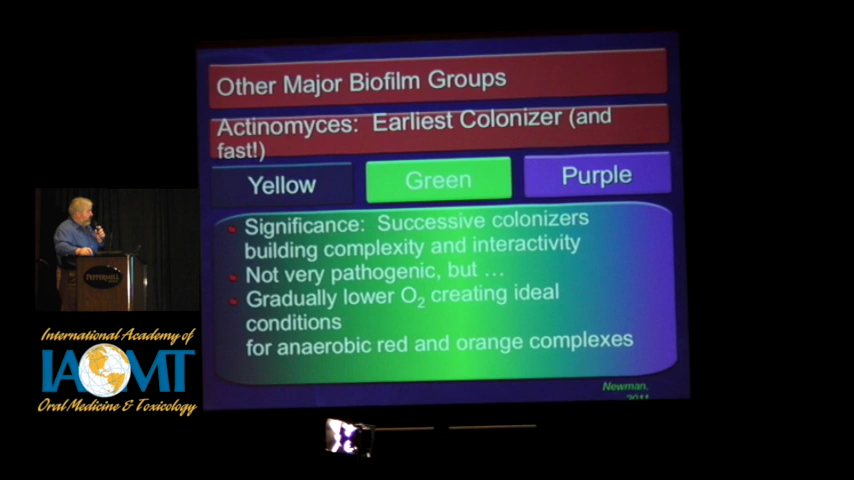 Other Major Biofilm Groups
Actinomyces: Earliest Colonizer (and
fast!)
Yellow
Green
Purple
Significance: Successive colonizers
building complexity and interactivity
Not very pathogenic, but ...
Gradually lower O₂ creating ideal
conditions
for anaerobic red and orange complexes
Newman,
2011
PEPPERMILL
International Academy of
IAOMT
Oral Medicine & Toxicology